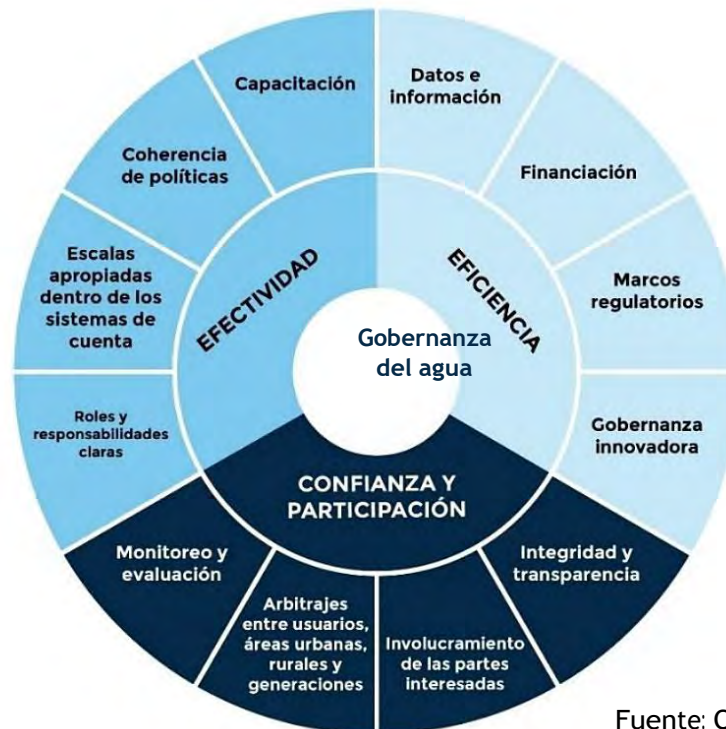 Capacitación
Datos e
información
Coherencia
de políticas
Financiación
Escalas
apropiadas
dentro de los
sistemas de
cuenta
Marcos
regulatorios
Roles y
responsabilidades
claras
Gobernanza
innovadora
EFECTIVIDAD
EFICIENCIA
Gobernanza
del agua
CONFIANZA Y
PARTICIPACIÓN
Monitoreo y
evaluación
Arbitrajes
entre usuarios,
áreas urbanas,
rurales y
generaciones
Involucramiento
de las partes
interesadas
Integridad y
transparencia
Fuente: